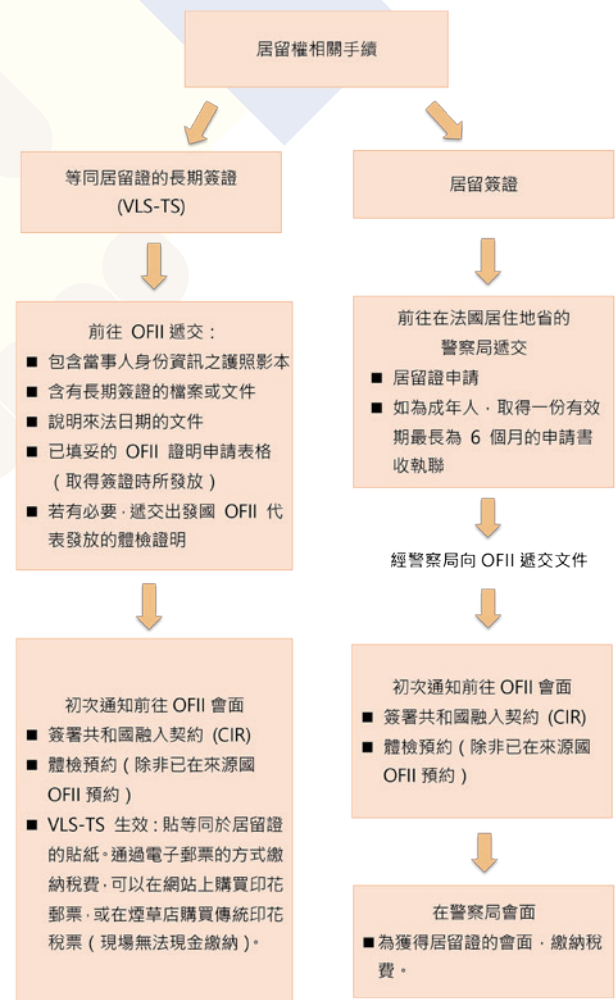 居留權相關手續
等同居留證的長期簽證
(VLS-TS)
前往 OFII 遞交：
■ 包含當事人身份資訊之護照影本
■ 含有長期簽證的檔案或文件
■ 說明來法日期的文件
■ 已填妥的 OFII 證明申請表格
（取得簽證時所發放）
■ 若有必要，遞交出發國 OFII 代
表發放的體檢證明
初次通知前往 OFII 會面
■ 簽署共和國融入契約 (CIR)
■ 體檢預約（除非已在來源國
OFII 預約）
■ VLS-TS 生效：貼等同於居留證
的貼紙。通過電子郵票的方式繳
納稅費，可以在網站上購買印花
郵票，或在煙草店購買傳統印花
稅票（現場無法現金繳納）。
居留簽證
前往在法國居住地省的
警察局遞交
■ 居留證申請
■ 如為成年人，取得一份有效
期最長為 6 個月的申請書
收執聯
經警察局向 OFII 遞交文件
初次通知前往 OFII 會面
■ 簽署共和國融入契約 (CIR)
■ 體檢預約（除非已在來源國
OFII 預約）
在警察局會面
■為獲得居留證的會面，繳納稅
費。